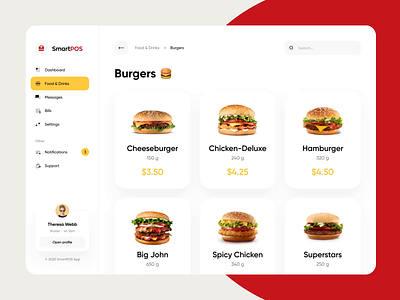 SmartPOS
Food & Drinks
Burgers
Search...
Dashboard
Food & Drinks
Messages
Bills
Settings
Other
Notifications 3
Support
Theresa Webb
Open profile
© 2020 SmartPOS App
Burgers
Cheeseburger
150 g
$3.50
Chicken-Deluxe
240 g
$4.25
Hamburger
320 g
$4.50
Big John
650 g
Spicy Chicken
340 g
Superstars
250 g